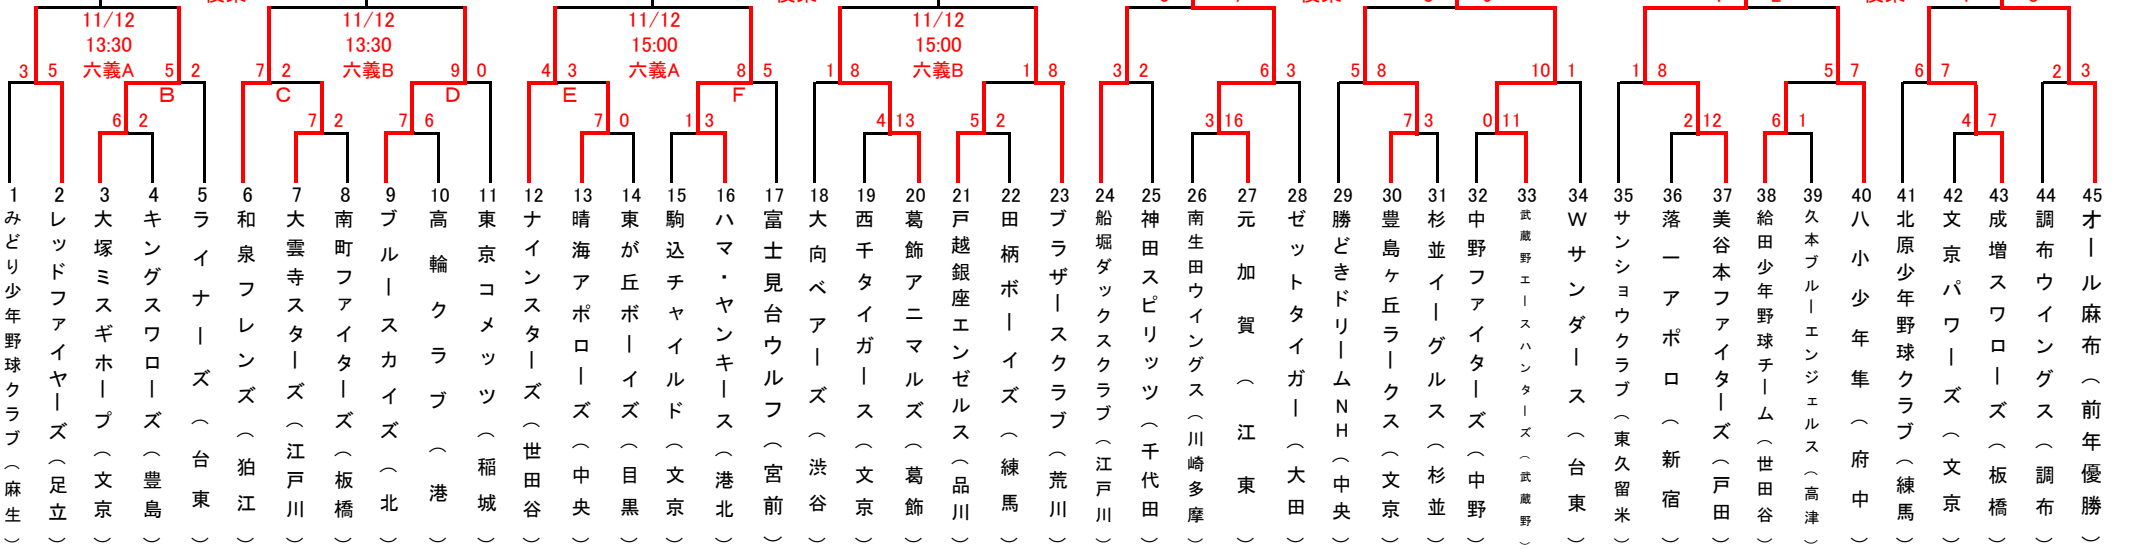 11/12
13:30
六義A
11/12
13:30
六義B
11/12
15:00
六義A
11/12
15:00
六義B
3 5
5 2
7 2
9 0
4 3
8 5
1 8
1 8
3 2
6 3
5 8
10 1
1 8
5 7
6 7
2 3
B
C
D
E
F
6 2
7 2
7 6
7 0
1 3
4 13
5 2
3 16
7 3
0 11
2 12
6 1
4 7
1 みどり少年野球クラブ(麻生)
2 レッドファイヤーズ(足立)
3 大塚ミスギホープ(文京)
4 キングスワローズ(豊島)
5 ライナーズ(台東)
6 和泉フレンズ(狛江)
7 大雲寺スターズ(江戸川)
8 南町ファイターズ(板橋)
9 ブルースカイズ(北)
10 高輪クラブ(港)
11 東京コメッツ(稲城)
12 ナインスターズ(世田谷)
13 晴海アポローズ(中央)
14 東が丘ボーイズ(目黒)
15 駒込チャイルド(文京)
16 ハマ・ヤンキース(港北)
17 富士見台ウルフ(宮前)
18 大向ベアーズ(渋谷)
19 西千タイガース(文京)
20 葛飾アニマルズ(葛飾)
21 戸越銀座エンゼルス(品川)
22 田柄ボーイズ(練馬)
23 ブラザースクラブ(荒川)
24 船堀ダックスクラブ(江戸川)
25 神田スピリッツ(千代田)
26 南生田ウイングス(川崎多摩)
27 元加賀(江東)
28 ゼットタイガー(大田)
29 勝どきドリームNH(中央)
30 豊島ヶ丘ラークス(文京)
31 杉並イーグルス(杉並)
32 中野ファイターズ(中野)
33 武蔵野エースハンターズ(武蔵野)
34 Wサンダース(台東)
35 サンショウクラブ(東久留米)
36 落一アポロ(新宿)
37 美谷本ファイターズ(戸田)
38 給田少年野球チーム(世田谷)
39 久本ブルーエンジェルス(高津)
40 八小少年隼(府中)
41 北原少年野球クラブ(練馬)
42 文京パワーズ(文京)
43 成増スワローズ(板橋)
44 調布ウイングス(調布)
45 オール麻布(前年優勝)